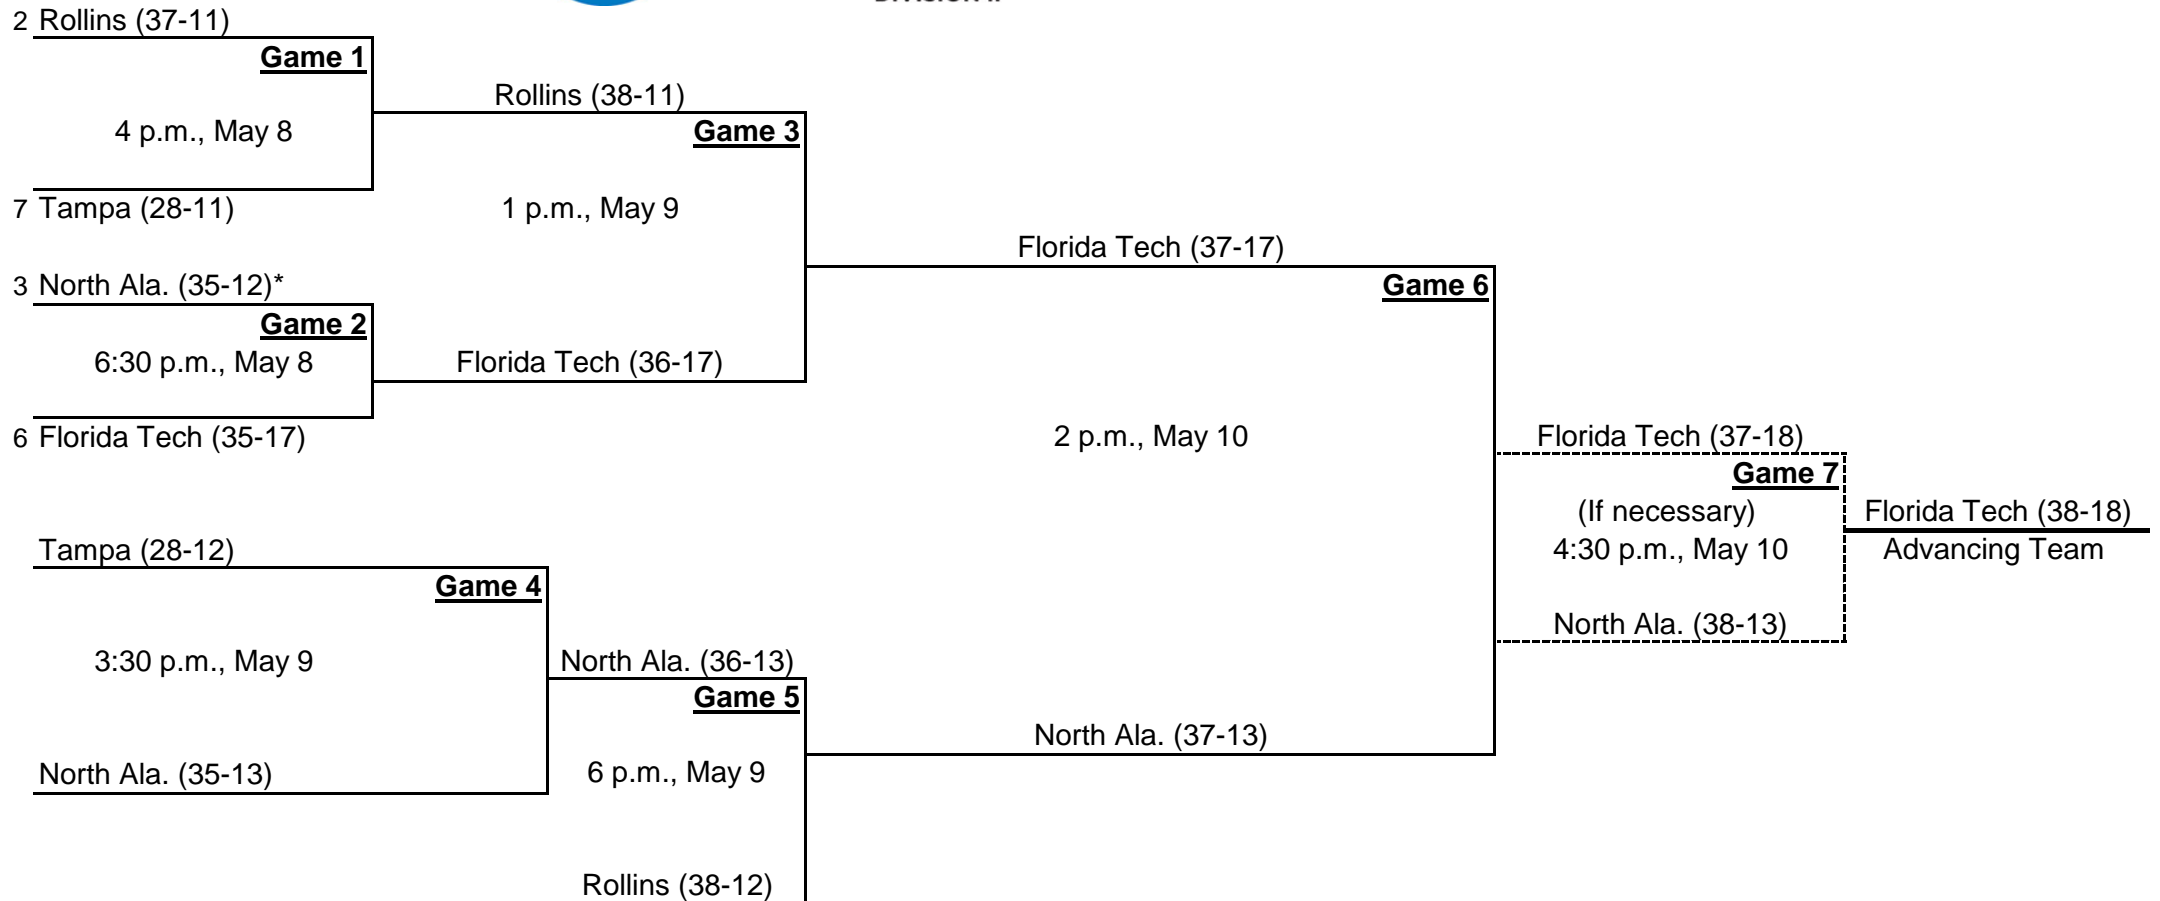 2 Rollins (37-11)
Game 1
4 p.m., May 8
7 Tampa (28-11)
Rollins (38-11)
Game 3
1 p.m., May 9
3 North Ala. (35-12)*
Game 2
6:30 p.m., May 8
6 Florida Tech (35-17)
Florida Tech (36-17)
Florida Tech (37-17)
Game 6
2 p.m., May 10
Florida Tech (37-18)
Game 7
(If necessary)
4:30 p.m., May 10
North Ala. (38-13)
Florida Tech (38-18)
Advancing Team
Tampa (28-12)
Game 4
3:30 p.m., May 9
North Ala. (35-13)
North Ala. (36-13)
Game 5
6 p.m., May 9
Rollins (38-12)
North Ala. (37-13)